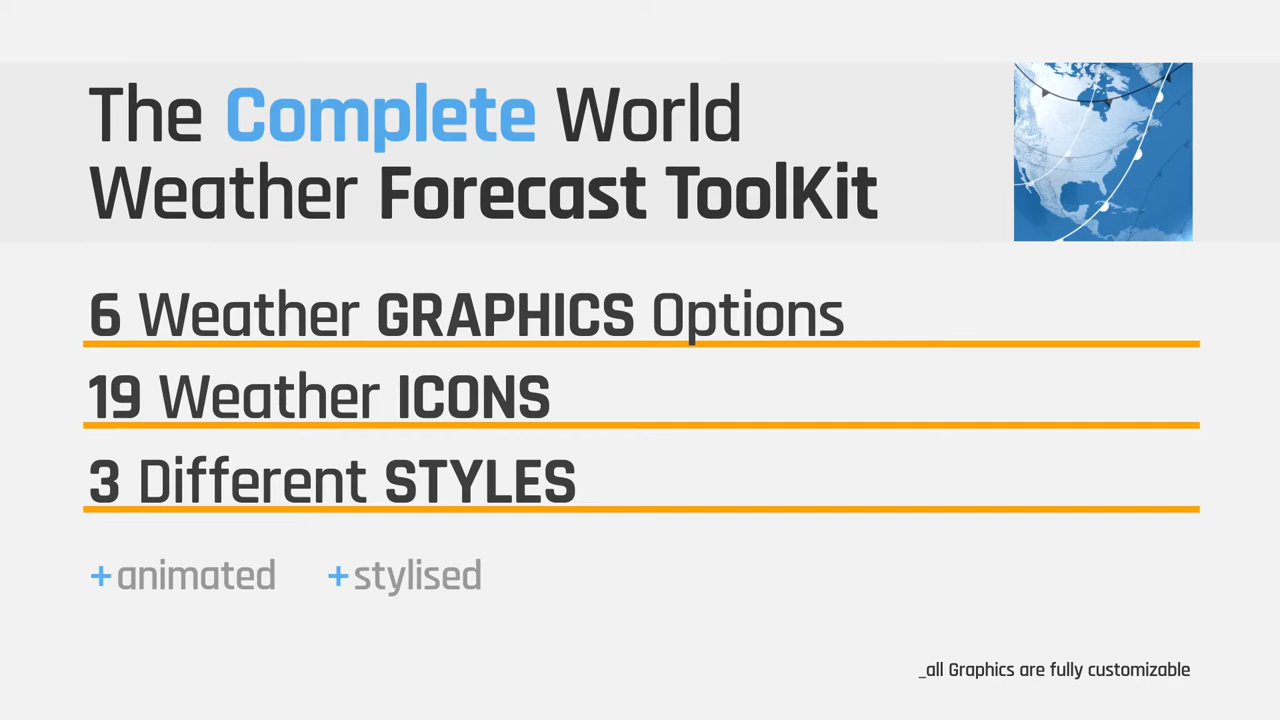 The Complete World
Weather Forecast ToolKit
6 Weather GRAPHICS Options
19 Weather ICONS
3 Different STYLES
+animated +stylised
_all Graphics are fully customizable